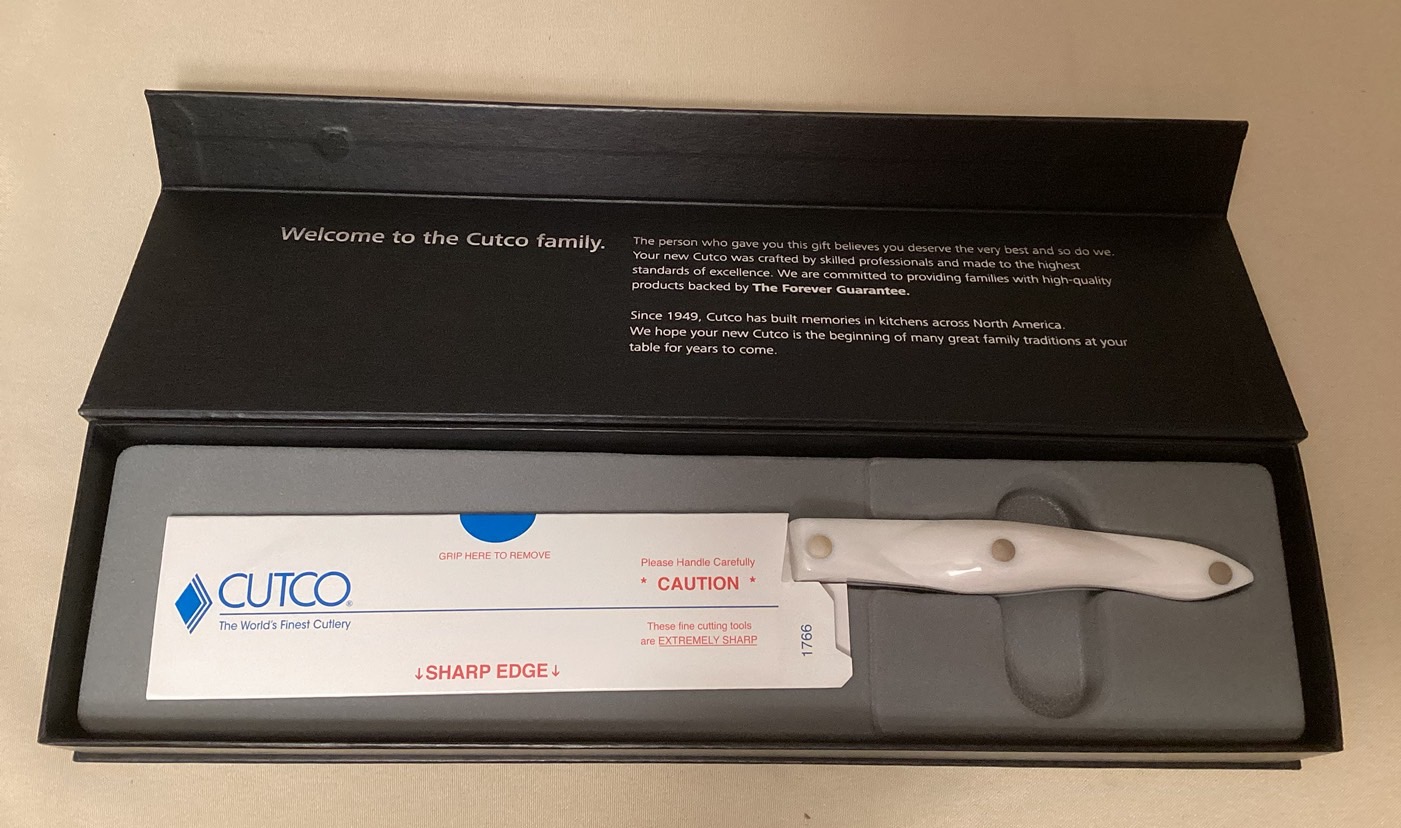 Welcome to the Cutco family.
The person who gave you this gift believes you deserve the very best and so do we.
Your new Cutco was crafted by skilled professionals and made to the highest
standards of excellence. We are committed to providing families with high-quality
products backed by The Forever Guarantee.
Since 1949, Cutco has built memories in kitchens across North America.
We hope your new Cutco is the beginning of many great family traditions at your
table for years to come.
GRIP HERE TO REMOVE
CUTCO®
The World's Finest Cutlery
Please Handle Carefully
* CAUTION *
These fine cutting tools
are EXTREMELY SHARP
↓SHARP EDGE↓
1766